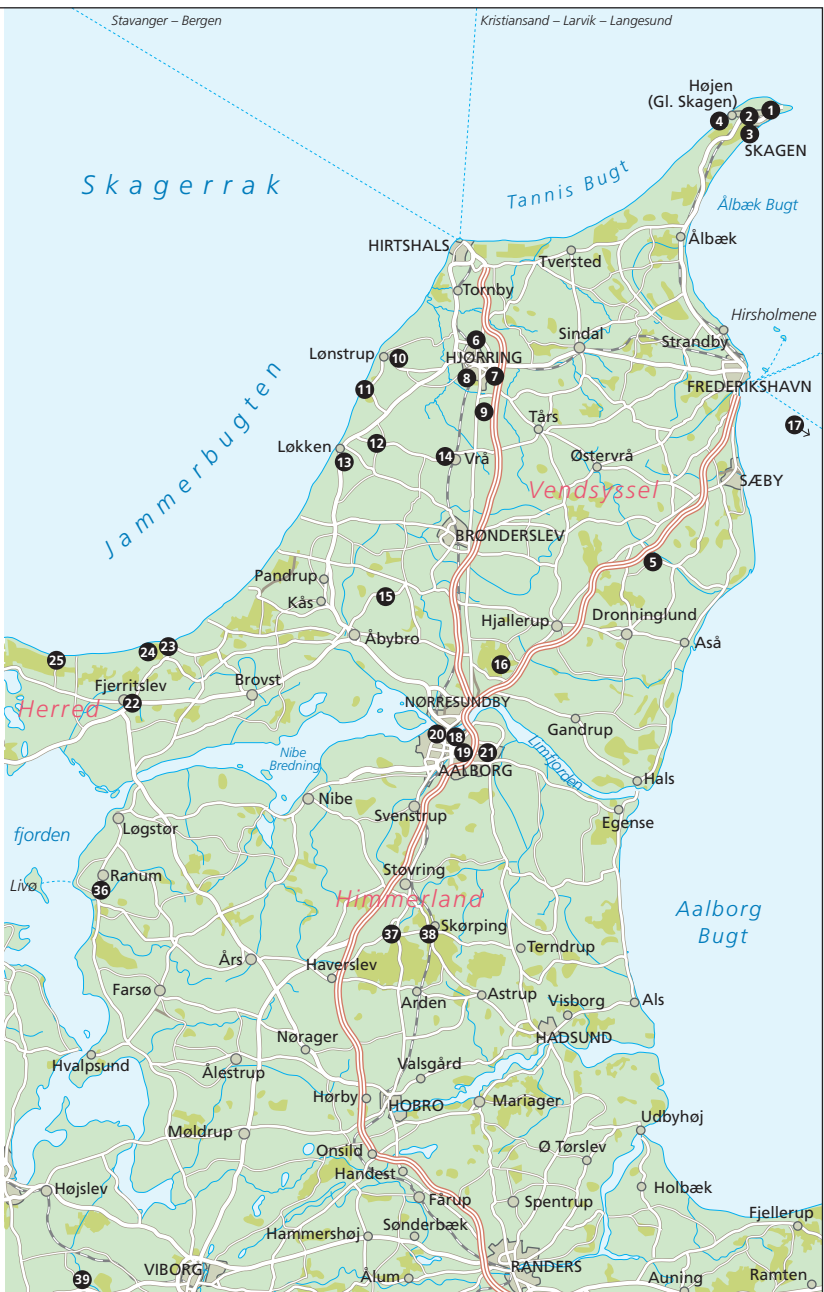 Stavanger – Bergen
Kristiansand – Larvik – Langesund
Højen
(Gl. Skagen)
1
2
4
3
SKAGEN
Skagerrak
Tannis Bugt
Ålbæk Bugt
Ålbæk
HIRTSHALS
Tversted
Tornby
Hirsholmene
6
Sindal
Strandby
Lønstrup
10
HJØRRING
8
7
FREDERIKSHAVN
11
9
Jammerbugten
Tårs
17
Løkken
12
13
14
Vrå
Østervrå
SÆBY
Vendsyssel
BRØNDERSLEV
5
Pandrup
Kås
15
Hjallerup
Dronninglund
Åbybro
Aså
25
24
23
16
Fjerritslev
Brovst
22
Herred
NØRRESUNDBY
Gandrup
20
18
19
21
Nibe
Bredning
AALBORG
Limfjorden
Hals
Nibe
Svenstrup
Egense
Løgstør
fjorden
Livø
Ranum
36
Støvring
Himmerland
Aalborg
Bugt
37
38
Skørping
Terndrup
Års
Haverslev
Farsø
Arden
Astrup
Visborg
Als
HADSUND
Nørager
Hvalpsund
Ålestrup
Valsgård
Hørby
HOBRO
Mariager
Udbyhøj
Møldrup
Onsild
Ø Tørslev
Handest
Højslev
Fårup
Spentrup
Holbæk
Fjellerup
Hammershøj
Sønderbæk
VIBORG
RANDERS
39
Ålum
Auning
Ramten